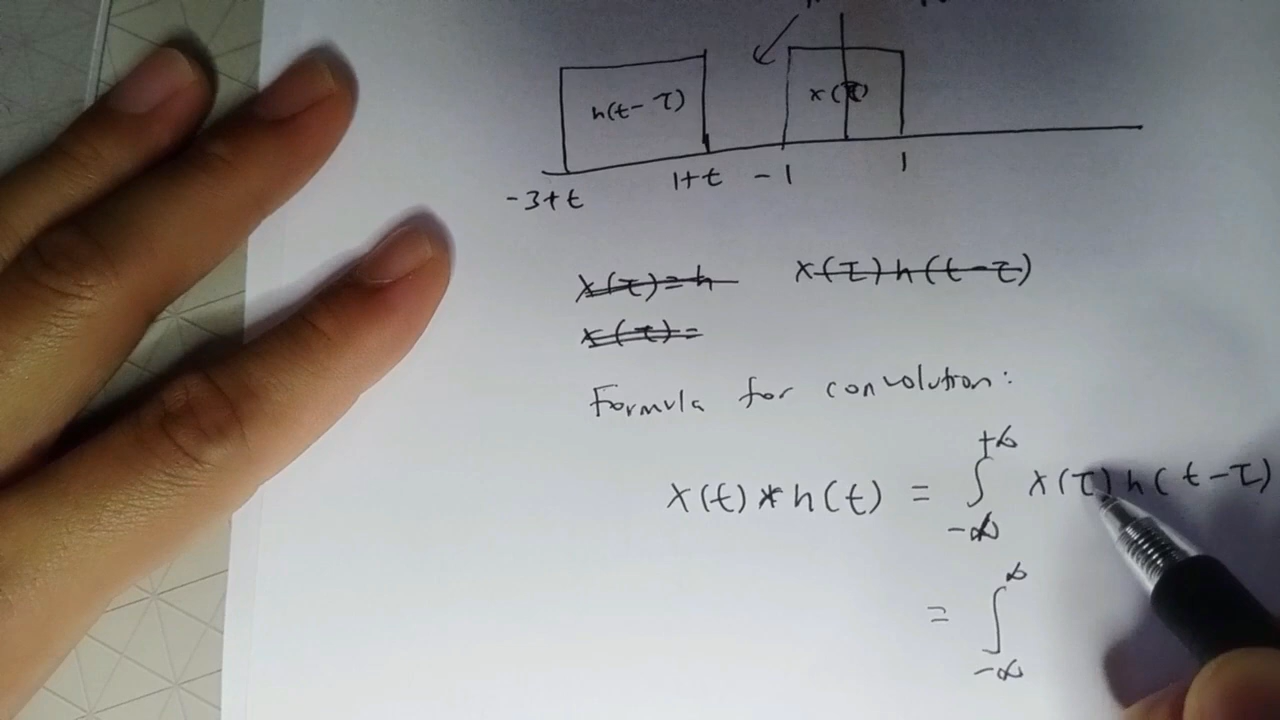 h(t-τ)
x(τ)
-3+t 1+t -1 1
x(τ)=h x(τ)h(t-τ)
x(τ)=
Formula for convolution:
x(t)*h(t) = ∫ +∞ -∞ x(τ)h(t-τ)
= ∫ ∞ -∞